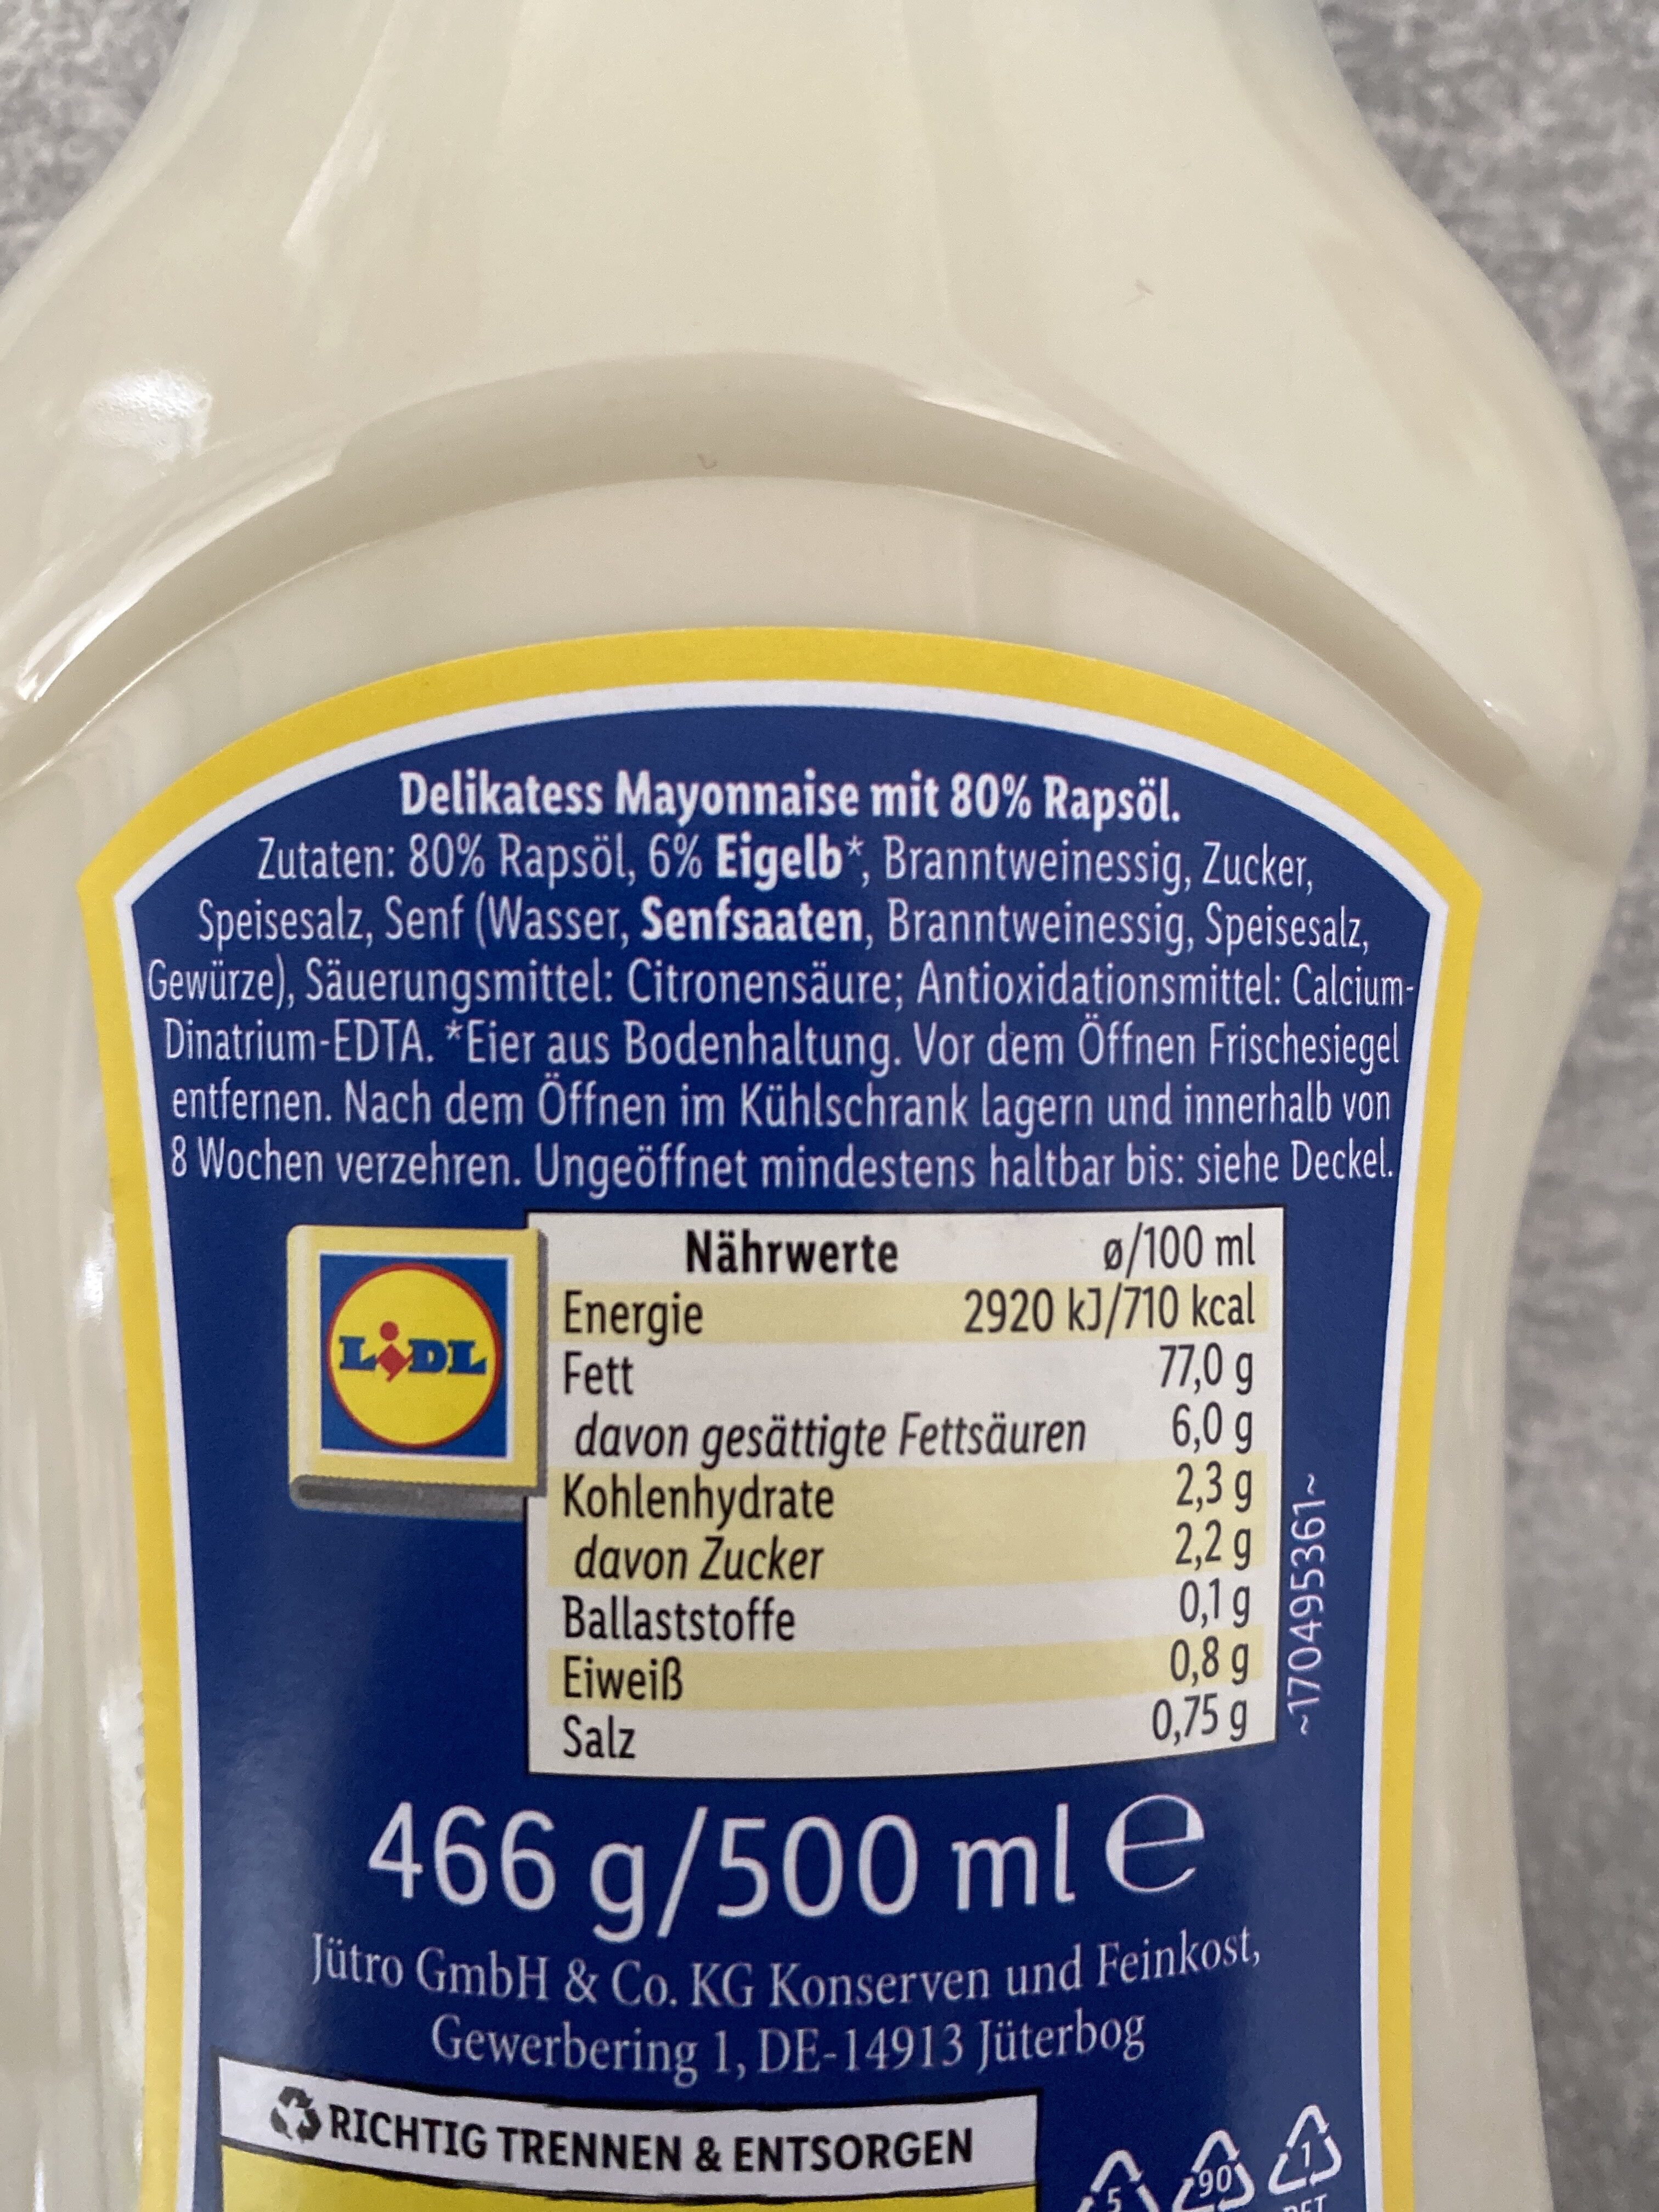 Delikatess Mayonnaise mit 80% Rapsöl.
Zutaten: 80% Rapsöl, 6% Eigelb*, Branntweinessig, Zucker,
Speisesalz, Senf (Wasser, Senfsaaten, Branntweinessig, Speisesalz,
Gewürze), Säuerungsmittel: Citronensäure; Antioxidationsmittel: Calcium-
Dinatrium-EDTA. *Eier aus Bodenhaltung. Vor dem Öffnen Frischesiegel
entfernen. Nach dem Öffnen im Kühlschrank lagern und innerhalb von
8 Wochen verzehren. Ungeöffnet mindestens haltbar bis: siehe Deckel.
LiDL
Nährwerte ø/100 ml
Energie 2920 kJ/710 kcal
Fett 77,0 g
davon gesättigte Fettsäuren 6,0 g
Kohlenhydrate 2,3 g
davon Zucker 2,2 g
Ballaststoffe 0,1 g
Eiweiß 0,8 g
Salz 0,75 g
~170495361~
466 g/500 ml e
Jütro GmbH & Co. KG Konserven und Feinkost,
Gewerbering 1, DE-14913 Jüterbog
RICHTIG TRENNEN & ENTSORGEN
5 90 1
PET